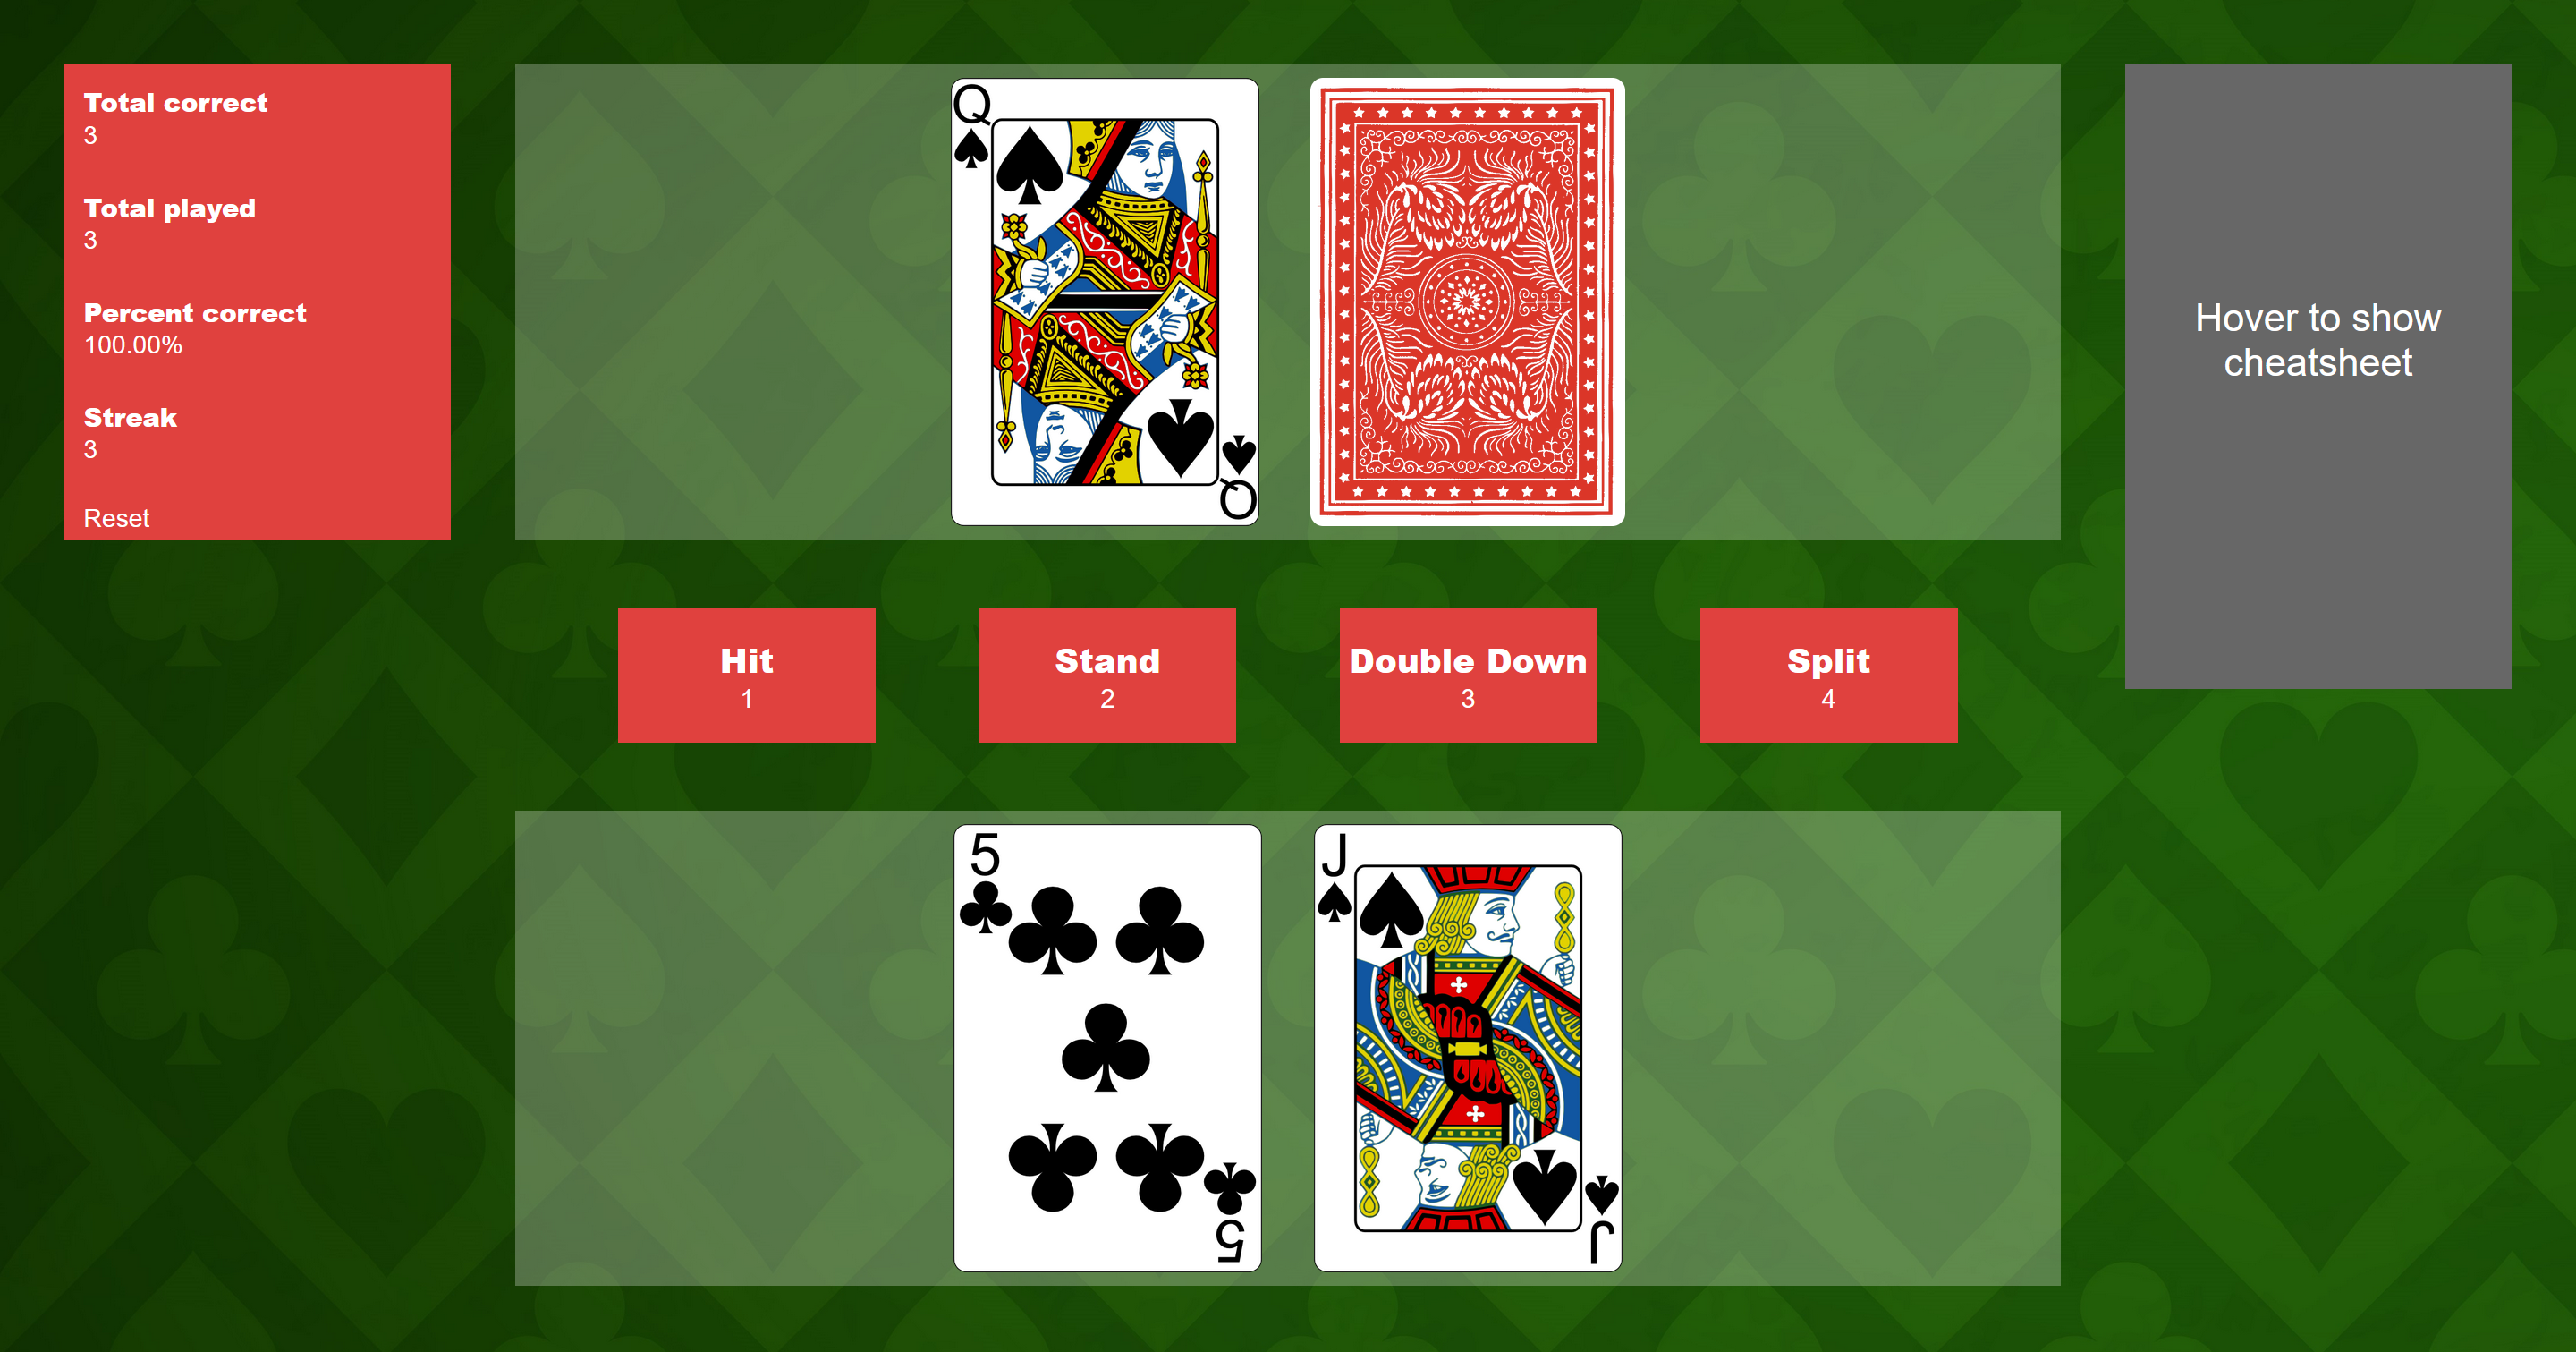 Total correct
3
Total played
3
Percent correct
100.00%
Streak
3
Reset
Q
Q
Hover to show
cheatsheet
Hit
1
Stand
2
Double Down
3
Split
4
5
J
5
J